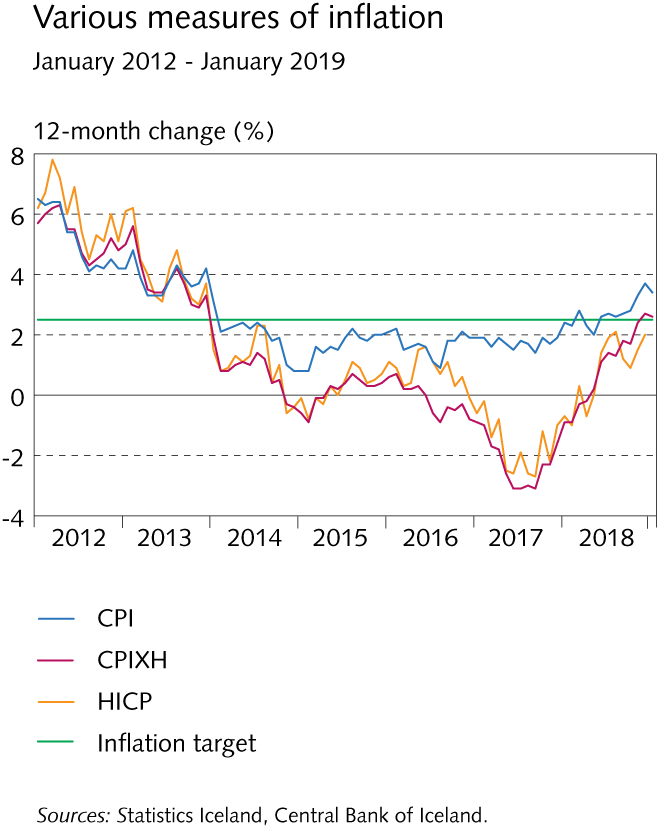 Various measures of inflation
January 2012 - January 2019
12-month change (%)
8
6
4
2
0
-2
-4
2012 2013 2014 2015 2016 2017 2018
CPI
CPIXH
HICP
Inflation target
Sources: Statistics Iceland, Central Bank of Iceland.